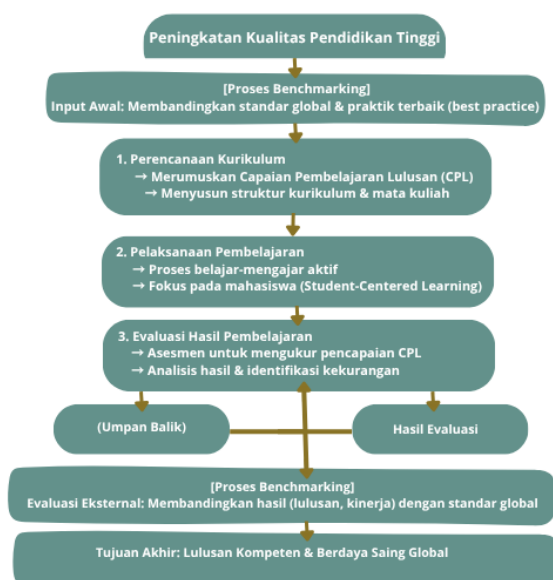 Peningkatan Kualitas Pendidikan Tinggi
[Proses Benchmarking]
Input Awal: Membandingkan standar global & praktik terbaik (best practice)
1. Perencanaan Kurikulum
→ Merumuskan Capaian Pembelajaran Lulusan (CPL)
→ Menyusun struktur kurikulum & mata kuliah
2. Pelaksanaan Pembelajaran
→ Proses belajar-mengajar aktif
→ Fokus pada mahasiswa (Student-Centered Learning)
3. Evaluasi Hasil Pembelajaran
→ Asesmen untuk mengukur pencapaian CPL
→ Analisis hasil & identifikasi kekurangan
(Umpan Balik)
Hasil Evaluasi
[Proses Benchmarking]
Evaluasi Eksternal: Membandingkan hasil (lulusan, kinerja) dengan standar global
Tujuan Akhir: Lulusan Kompeten & Berdaya Saing Global